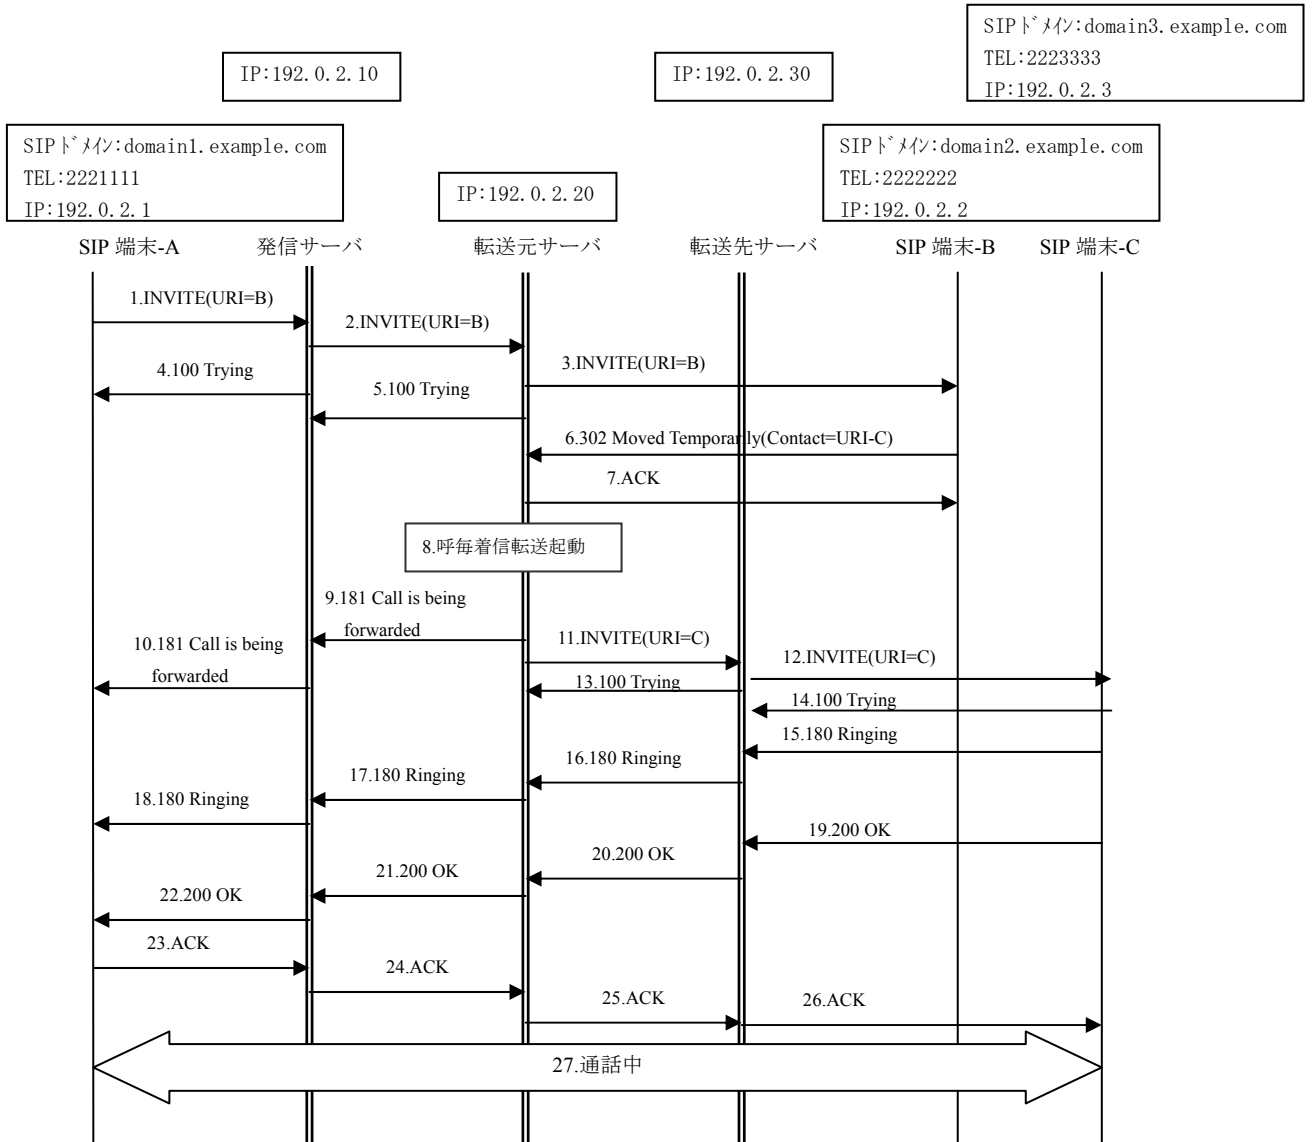 SIPﾄﾞﾒｲﾝ:domain3.example.com
TEL:2223333
IP:192.0.2.3
IP:192.0.2.10
IP:192.0.2.30
SIPﾄﾞﾒｲﾝ:domain1.example.com
TEL:2221111
IP:192.0.2.1
IP:192.0.2.20
SIPﾄﾞﾒｲﾝ:domain2.example.com
TEL:2222222
IP:192.0.2.2
SIP 端末-A
発信サーバ
転送元サーバ
転送先サーバ
SIP 端末-B
SIP 端末-C
1.INVITE(URI=B)
2.INVITE(URI=B)
3.INVITE(URI=B)
4.100 Trying
5.100 Trying
6.302 Moved Temporarily(Contact=URI-C)
7.ACK
8.呼毎着信転送起動
9.181 Call is being
forwarded
10.181 Call is being
forwarded
11.INVITE(URI=C)
12.INVITE(URI=C)
13.100 Trying
14.100 Trying
15.180 Ringing
16.180 Ringing
17.180 Ringing
18.180 Ringing
19.200 OK
20.200 OK
21.200 OK
22.200 OK
23.ACK
24.ACK
25.ACK
26.ACK
27.通話中